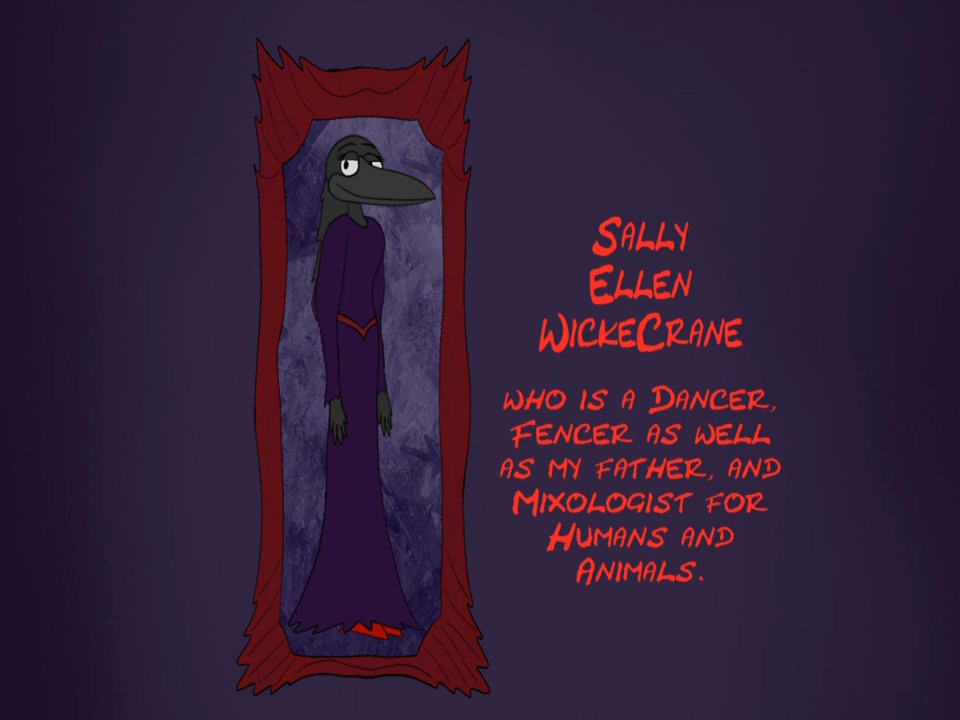 Sally
Ellen
WickeCrane
who is a Dancer,
Fencer as well
as my father, and
Mixologist for
Humans and
Animals.